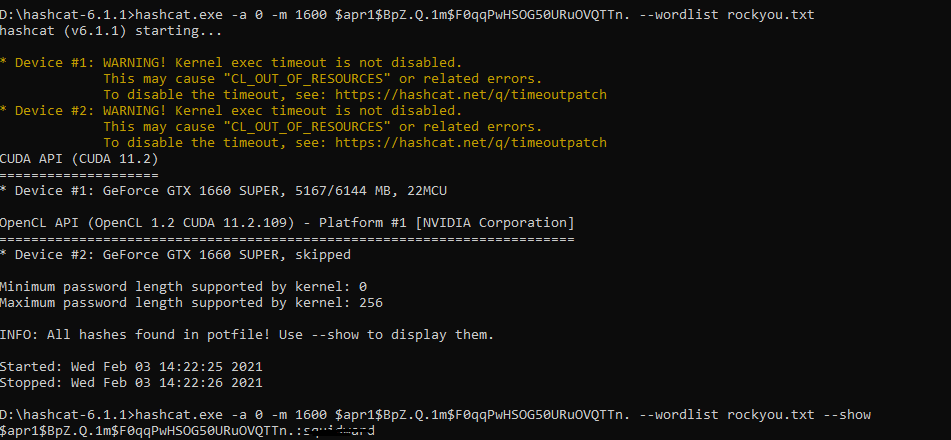 D:\hashcat-6.1.1>hashcat.exe -a 0 -m 1600 $apr1$BpZ.Q.1m$F0qqPwHSOG50URuOVQTTn. --wordlist rockyou.txt
hashcat (v6.1.1) starting...
* Device #1: WARNING! Kernel exec timeout is not disabled.
This may cause "CL_OUT_OF_RESOURCES" or related errors.
To disable the timeout, see: https://hashcat.net/q/timeoutpatch
* Device #2: WARNING! Kernel exec timeout is not disabled.
This may cause "CL_OUT_OF_RESOURCES" or related errors.
To disable the timeout, see: https://hashcat.net/q/timeoutpatch
CUDA API (CUDA 11.2)
====================
* Device #1: GeForce GTX 1660 SUPER, 5167/6144 MB, 22MCU
OpenCL API (OpenCL 1.2 CUDA 11.2.109) - Platform #1 [NVIDIA Corporation]
========================================================================
* Device #2: GeForce GTX 1660 SUPER, skipped
Minimum password length supported by kernel: 0
Maximum password length supported by kernel: 256
INFO: All hashes found in potfile! Use --show to display them.
Started: Wed Feb 03 14:22:25 2021
Stopped: Wed Feb 03 14:22:26 2021
D:\hashcat-6.1.1>hashcat.exe -a 0 -m 1600 $apr1$BpZ.Q.1m$F0qqPwHSOG50URuOVQTTn. --wordlist rockyou.txt --show
$apr1$BpZ.Q.1m$F0qqPwHSOG50URuOVQTTn.: